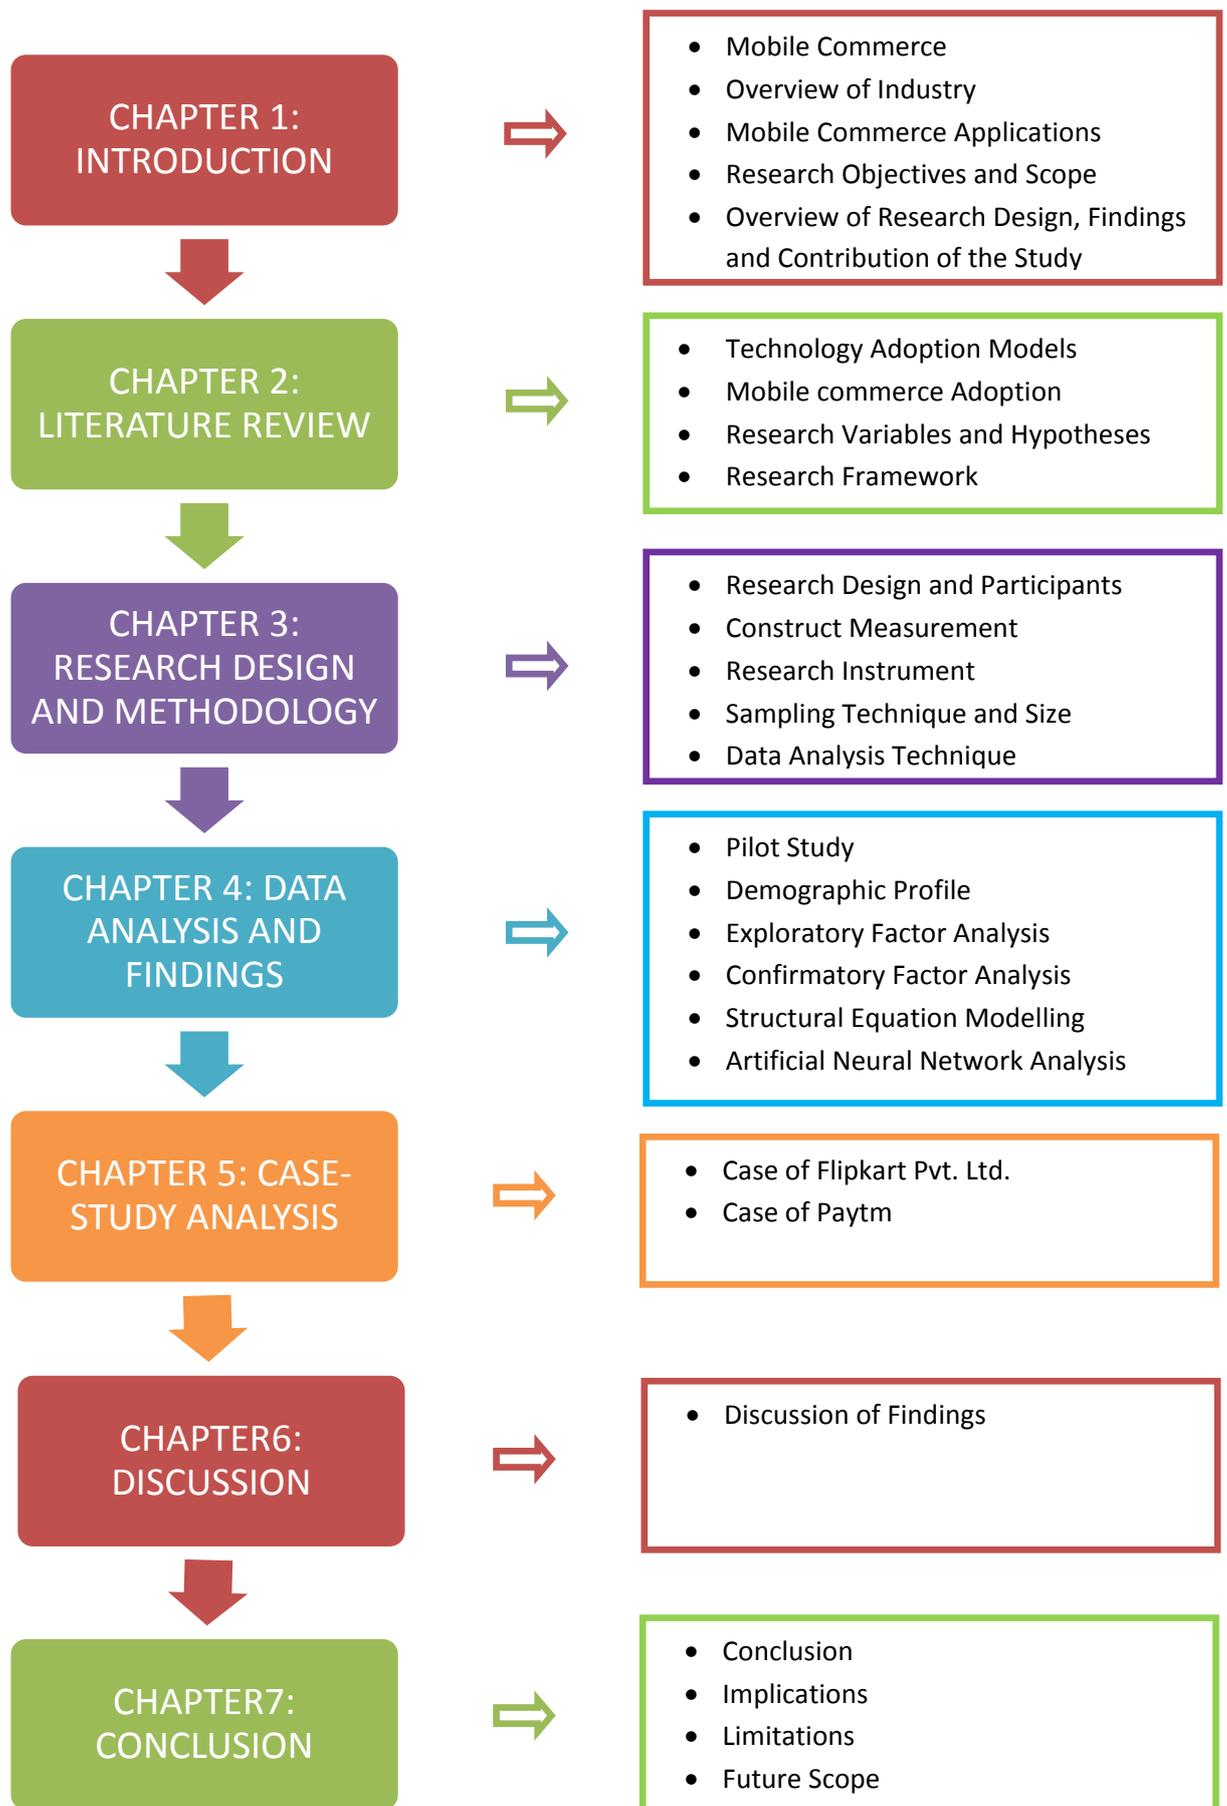 CHAPTER 1:
INTRODUCTION
• Mobile Commerce
• Overview of Industry
• Mobile Commerce Applications
• Research Objectives and Scope
• Overview of Research Design, Findings
and Contribution of the Study
CHAPTER 2:
LITERATURE REVIEW
• Technology Adoption Models
• Mobile commerce Adoption
• Research Variables and Hypotheses
• Research Framework
CHAPTER 3:
RESEARCH DESIGN
AND METHODOLOGY
• Research Design and Participants
• Construct Measurement
• Research Instrument
• Sampling Technique and Size
• Data Analysis Technique
CHAPTER 4: DATA
ANALYSIS AND
FINDINGS
• Pilot Study
• Demographic Profile
• Exploratory Factor Analysis
• Confirmatory Factor Analysis
• Structural Equation Modelling
• Artificial Neural Network Analysis
CHAPTER 5: CASE-
STUDY ANALYSIS
• Case of Flipkart Pvt. Ltd.
• Case of Paytm
CHAPTER6:
DISCUSSION
• Discussion of Findings
CHAPTER7:
CONCLUSION
• Conclusion
• Implications
• Limitations
• Future Scope